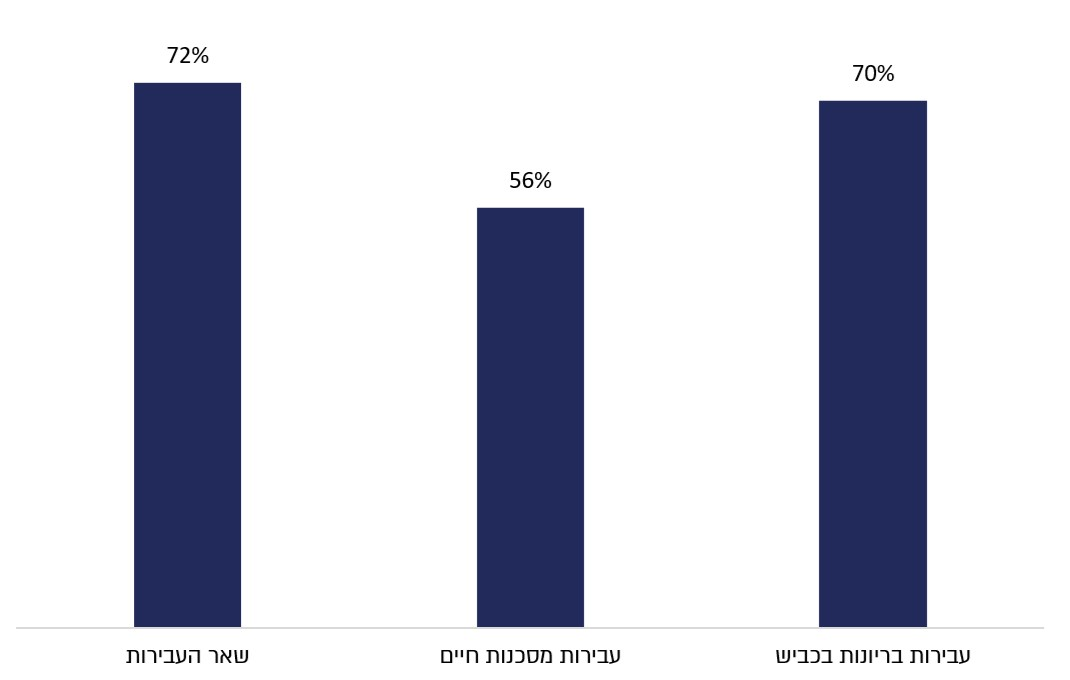 72%
56%
70%
שאר העבירות
עבירות מסכנות חיים
עבירות בריונות בכביש